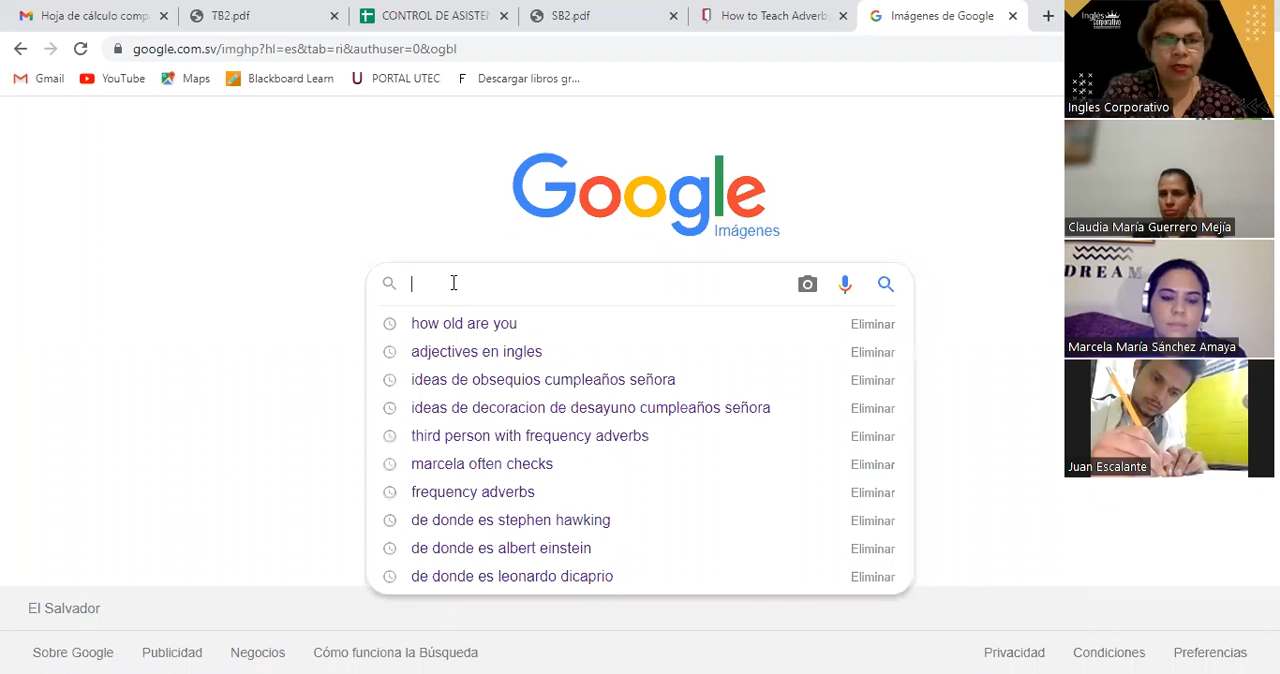 Hoja de cálculo comp
TB2.pdf
CONTROL DE ASISTEN
SB2.pdf
How to Teach Adverb
Imágenes de Google
google.com.sv/imghp?hl=es&tab=ri&authuser=0&ogbl
Gmail
YouTube
Maps
Blackboard Learn
PORTAL UTEC
Descargar libros gr...
Google
Imágenes
how old are you Eliminar
adjectives en ingles Eliminar
ideas de obsequios cumpleaños señora Eliminar
ideas de decoracion de desayuno cumpleaños señora Eliminar
third person with frequency adverbs Eliminar
marcela often checks Eliminar
frequency adverbs Eliminar
de donde es stephen hawking Eliminar
de donde es albert einstein Eliminar
de donde es leonardo dicaprio Eliminar
El Salvador
Sobre Google
Publicidad
Negocios
Cómo funciona la Búsqueda
Privacidad
Condiciones
Preferencias
Inglés
corporativo
Ingles Corporativo
Claudia María Guerrero Mejía
DREAM
Marcela María Sánchez Amaya
Juan Escalante